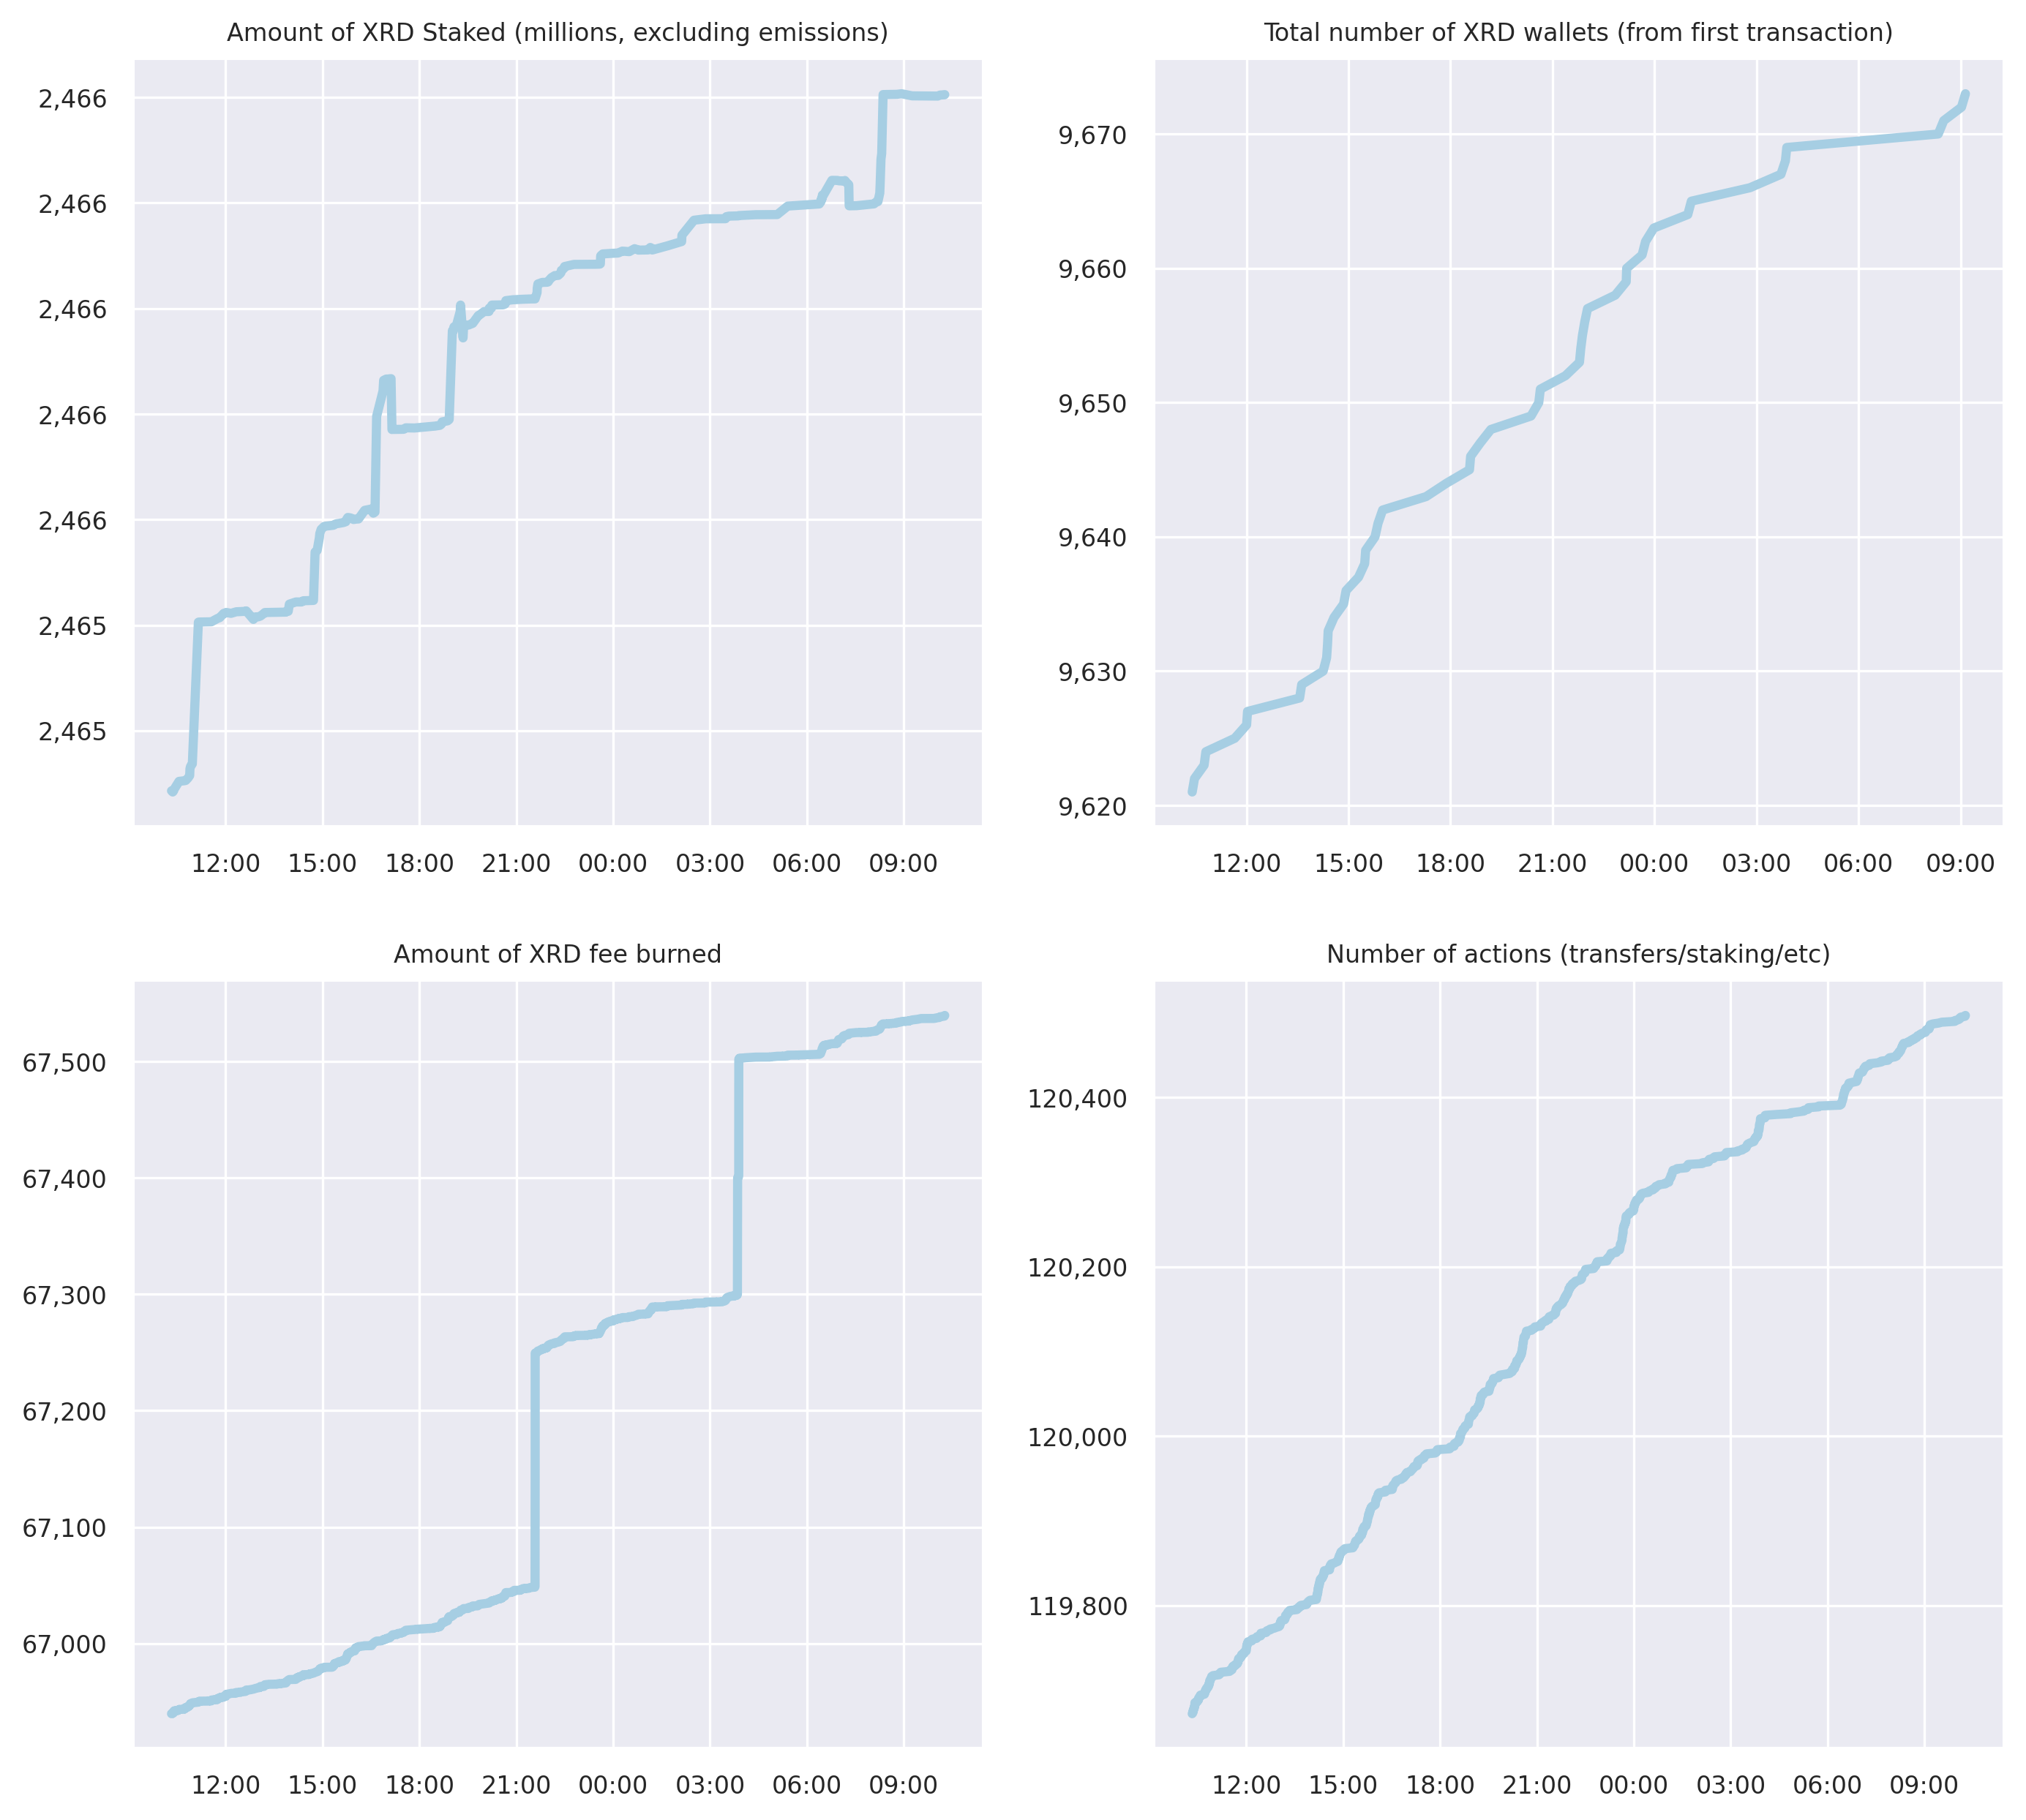 Amount of XRD Staked (millions, excluding emissions)
2,466
2,466
2,466
2,466
2,466
2,465
2,465
12:00 15:00 18:00 21:00 00:00 03:00 06:00 09:00
Total number of XRD wallets (from first transaction)
9,670
9,660
9,650
9,640
9,630
9,620
12:00 15:00 18:00 21:00 00:00 03:00 06:00 09:00
Amount of XRD fee burned
67,500
67,400
67,300
67,200
67,100
67,000
12:00 15:00 18:00 21:00 00:00 03:00 06:00 09:00
Number of actions (transfers/staking/etc)
120,400
120,200
120,000
119,800
12:00 15:00 18:00 21:00 00:00 03:00 06:00 09:00